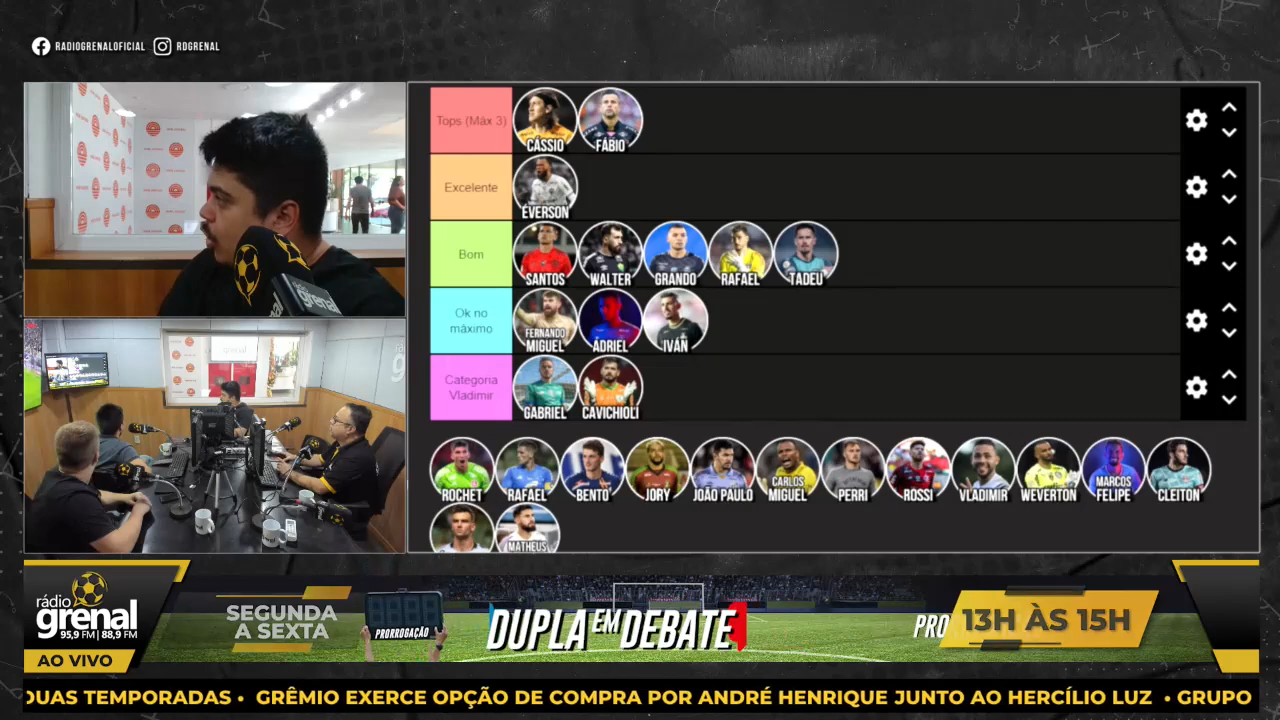 RADIOGRENALOFICIAL RDGRENAL
Tops (Máx 3)
CÁSSIO FÁBIO
Excelente
ÉVERSON
Bom
SANTOS WALTER GRANDO RAFAEL TADEU
Ok no
máximo
FERNANDO
MIGUEL ADRIEL IVAN
Categoria
Vladimir
GABRIEL CAVICHIOLI
ROCHET RAFAEL BENTO JORY JOÃO PAULO CARLOS MIGUEL PERRI ROSSI VLADIMIR WEVERTON MARCOS FELIPE CLEITON
MATHEUS
grenal
rádio
grenal
95,9 FM | 88,9 FM
AO VIVO
SEGUNDA
A SEXTA
PRORROGAÇÃO
DUPLA EM DEBATE
PRO
13H ÀS 15H
DUAS TEMPORADAS • GRÊMIO EXERCE OPÇÃO DE COMPRA POR ANDRÉ HENRIQUE JUNTO AO HERCÍLIO LUZ • GRUPO